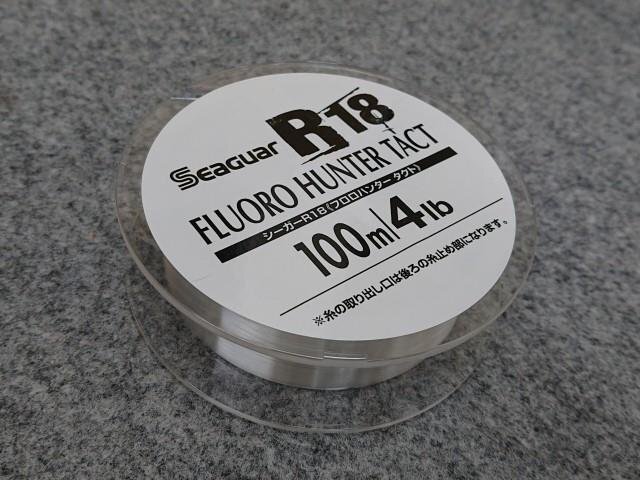 Seaguar R18
FLUORO HUNTER TACT
シーガーR18《フロロハンター タクト》
100m/4lb
※糸の取り出し口は後ろの糸止め部になります。